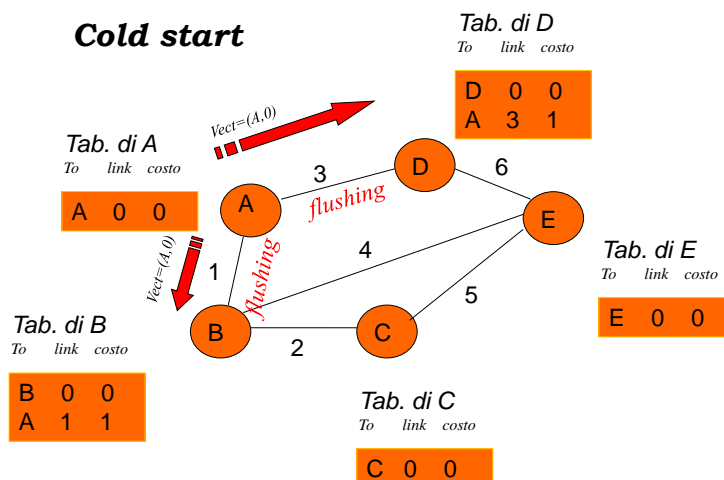 Cold start
Tab. di D
To link costo
D 0 0
A 3 1
Vect=(A,0)
Tab. di A
To link costo
A 0 0
A
3
flushing
D
6
E
Vect=(A,0)
1
flushing
4
5
B
2
C
Tab. di E
To link costo
E 0 0
Tab. di B
To link costo
B 0 0
A 1 1
Tab. di C
To link costo
C 0 0